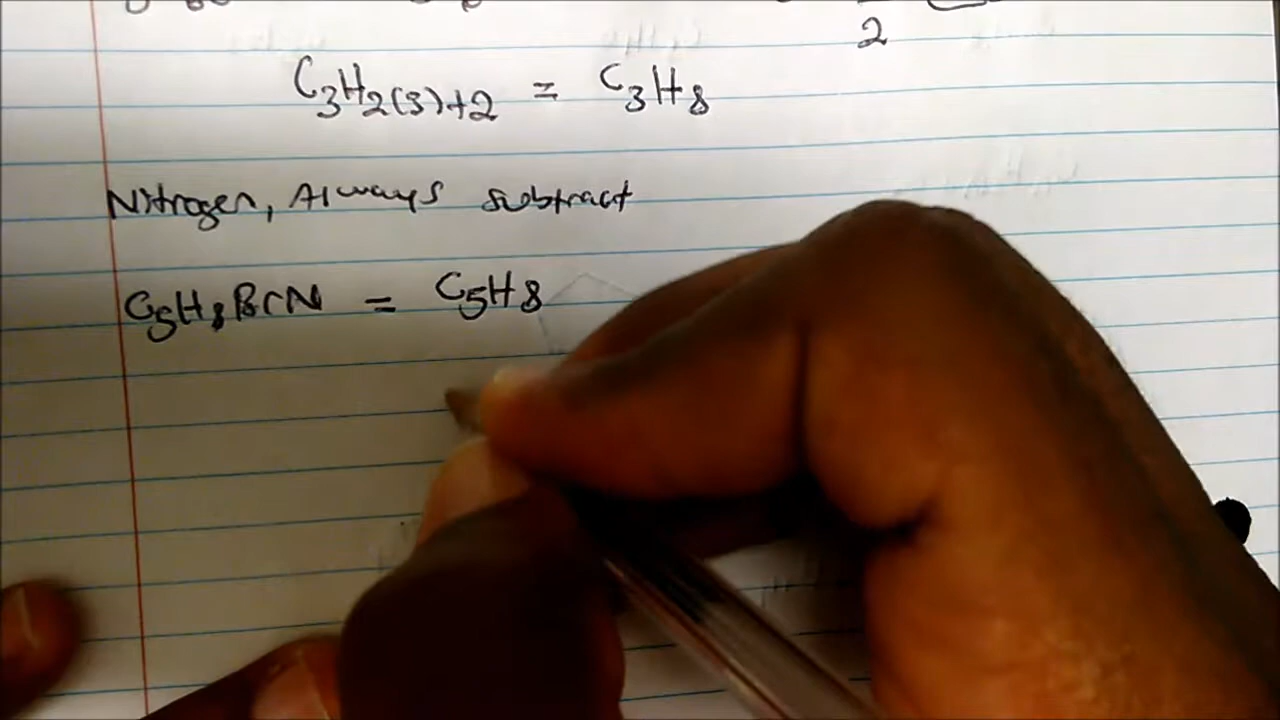 2
C3H2(3)+2 = C3H8
Nitrogen, Always subtract
C5H8BrN = C5H8